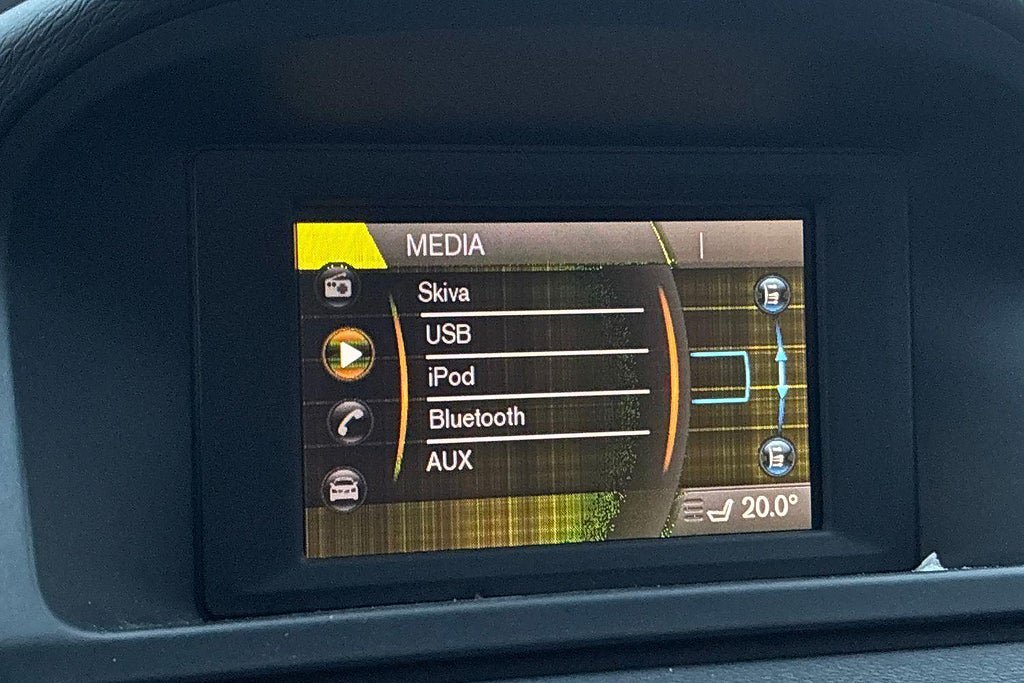 MEDIA
Skiva
USB
iPod
Bluetooth
AUX
20.0°